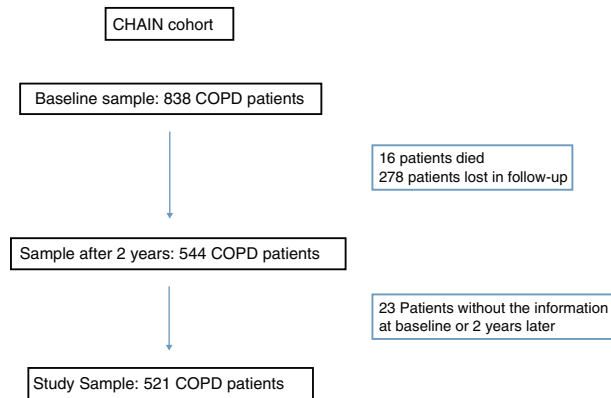 CHAIN cohort
Baseline sample: 838 COPD patients
16 patients died
278 patients lost in follow-up
Sample after 2 years: 544 COPD patients
23 Patients without the information
at baseline or 2 years later
Study Sample: 521 COPD patients